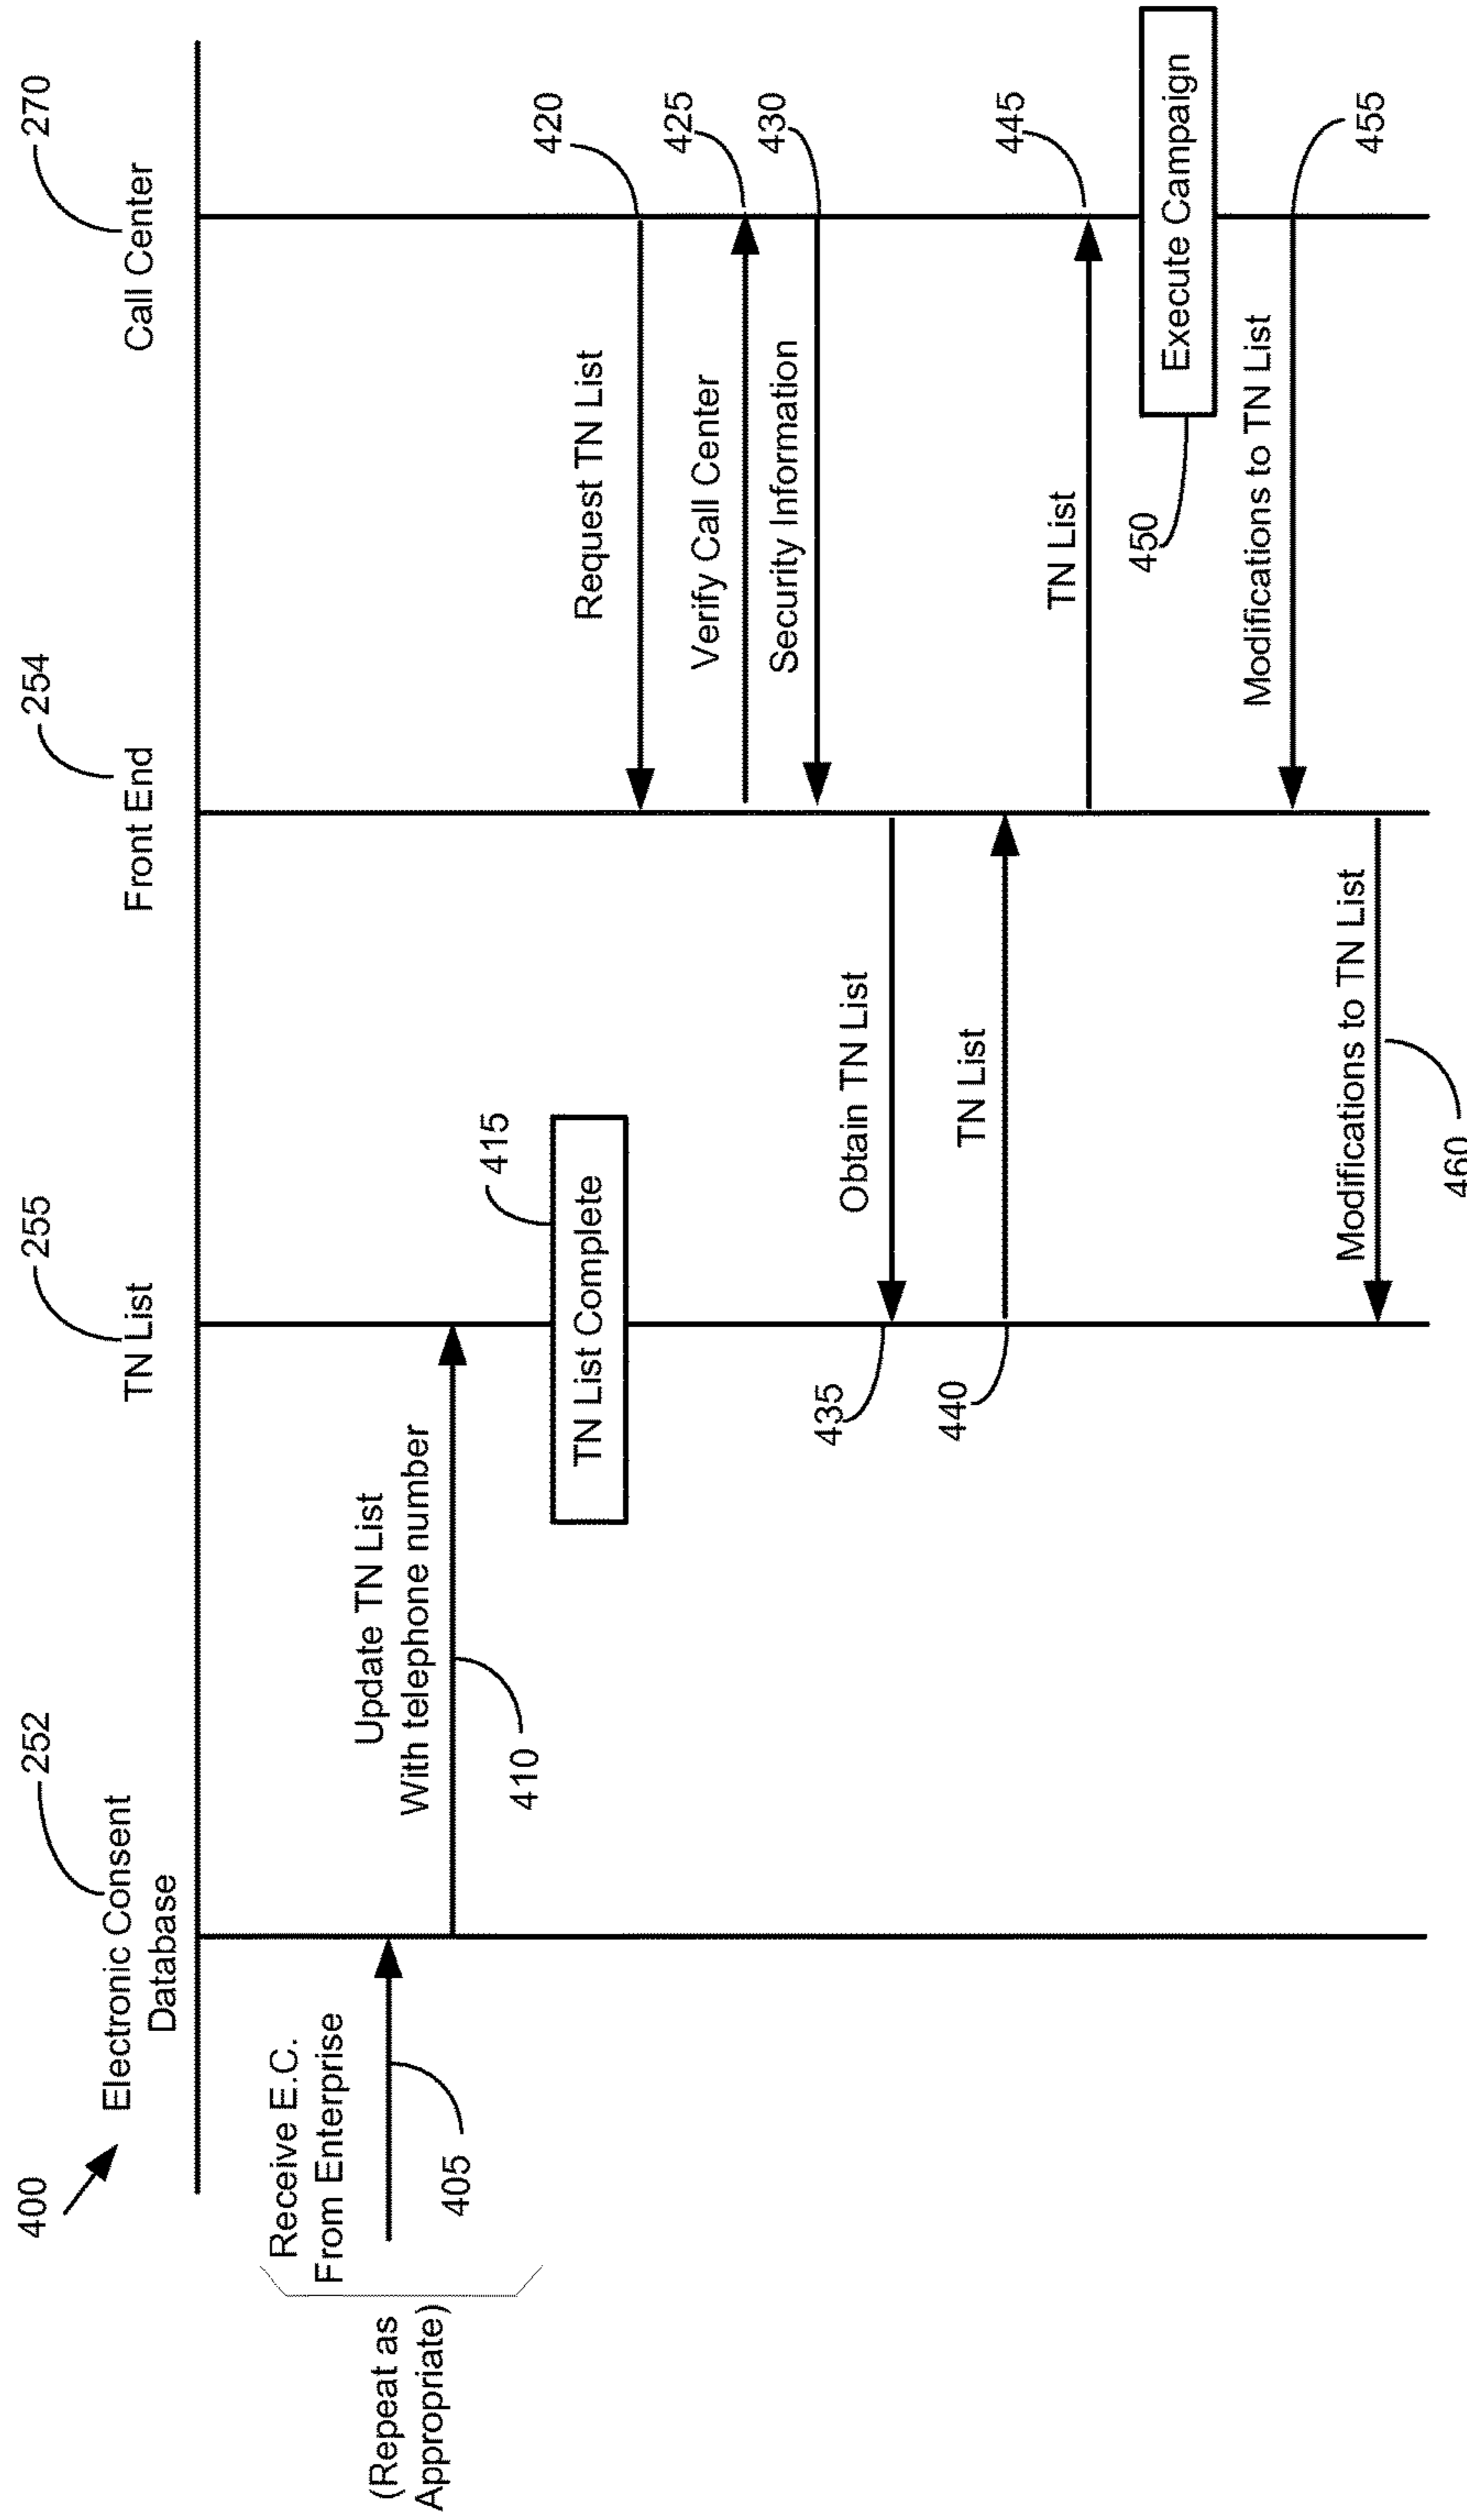 400
Electronic Consent
Database
252
TN List
255
Front End
254
Call Center
270
(Repeat as
Appropriate)
Receive E.C.
From Enterprise
405
Update TN List
With telephone number
410
TN List Complete
415
Request TN List
420
Verify Call Center
425
Security Information
430
Obtain TN List
435
TN List
440
TN List
445
Execute Campaign
450
Modifications to TN List
455
Modifications to TN List
460